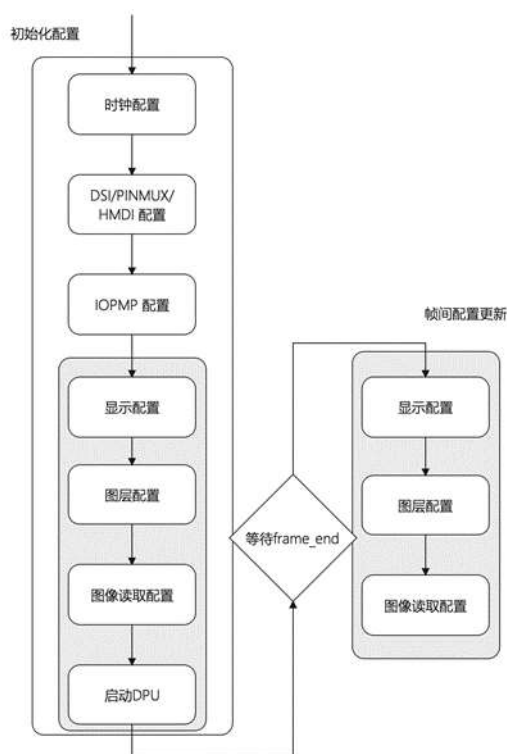 初始化配置
时钟配置
DSI/PINMUX/
HMDI 配置
IOPMP 配置
显示配置
图层配置
图像读取配置
启动DPU
等待frame_end
帧间配置更新
显示配置
图层配置
图像读取配置